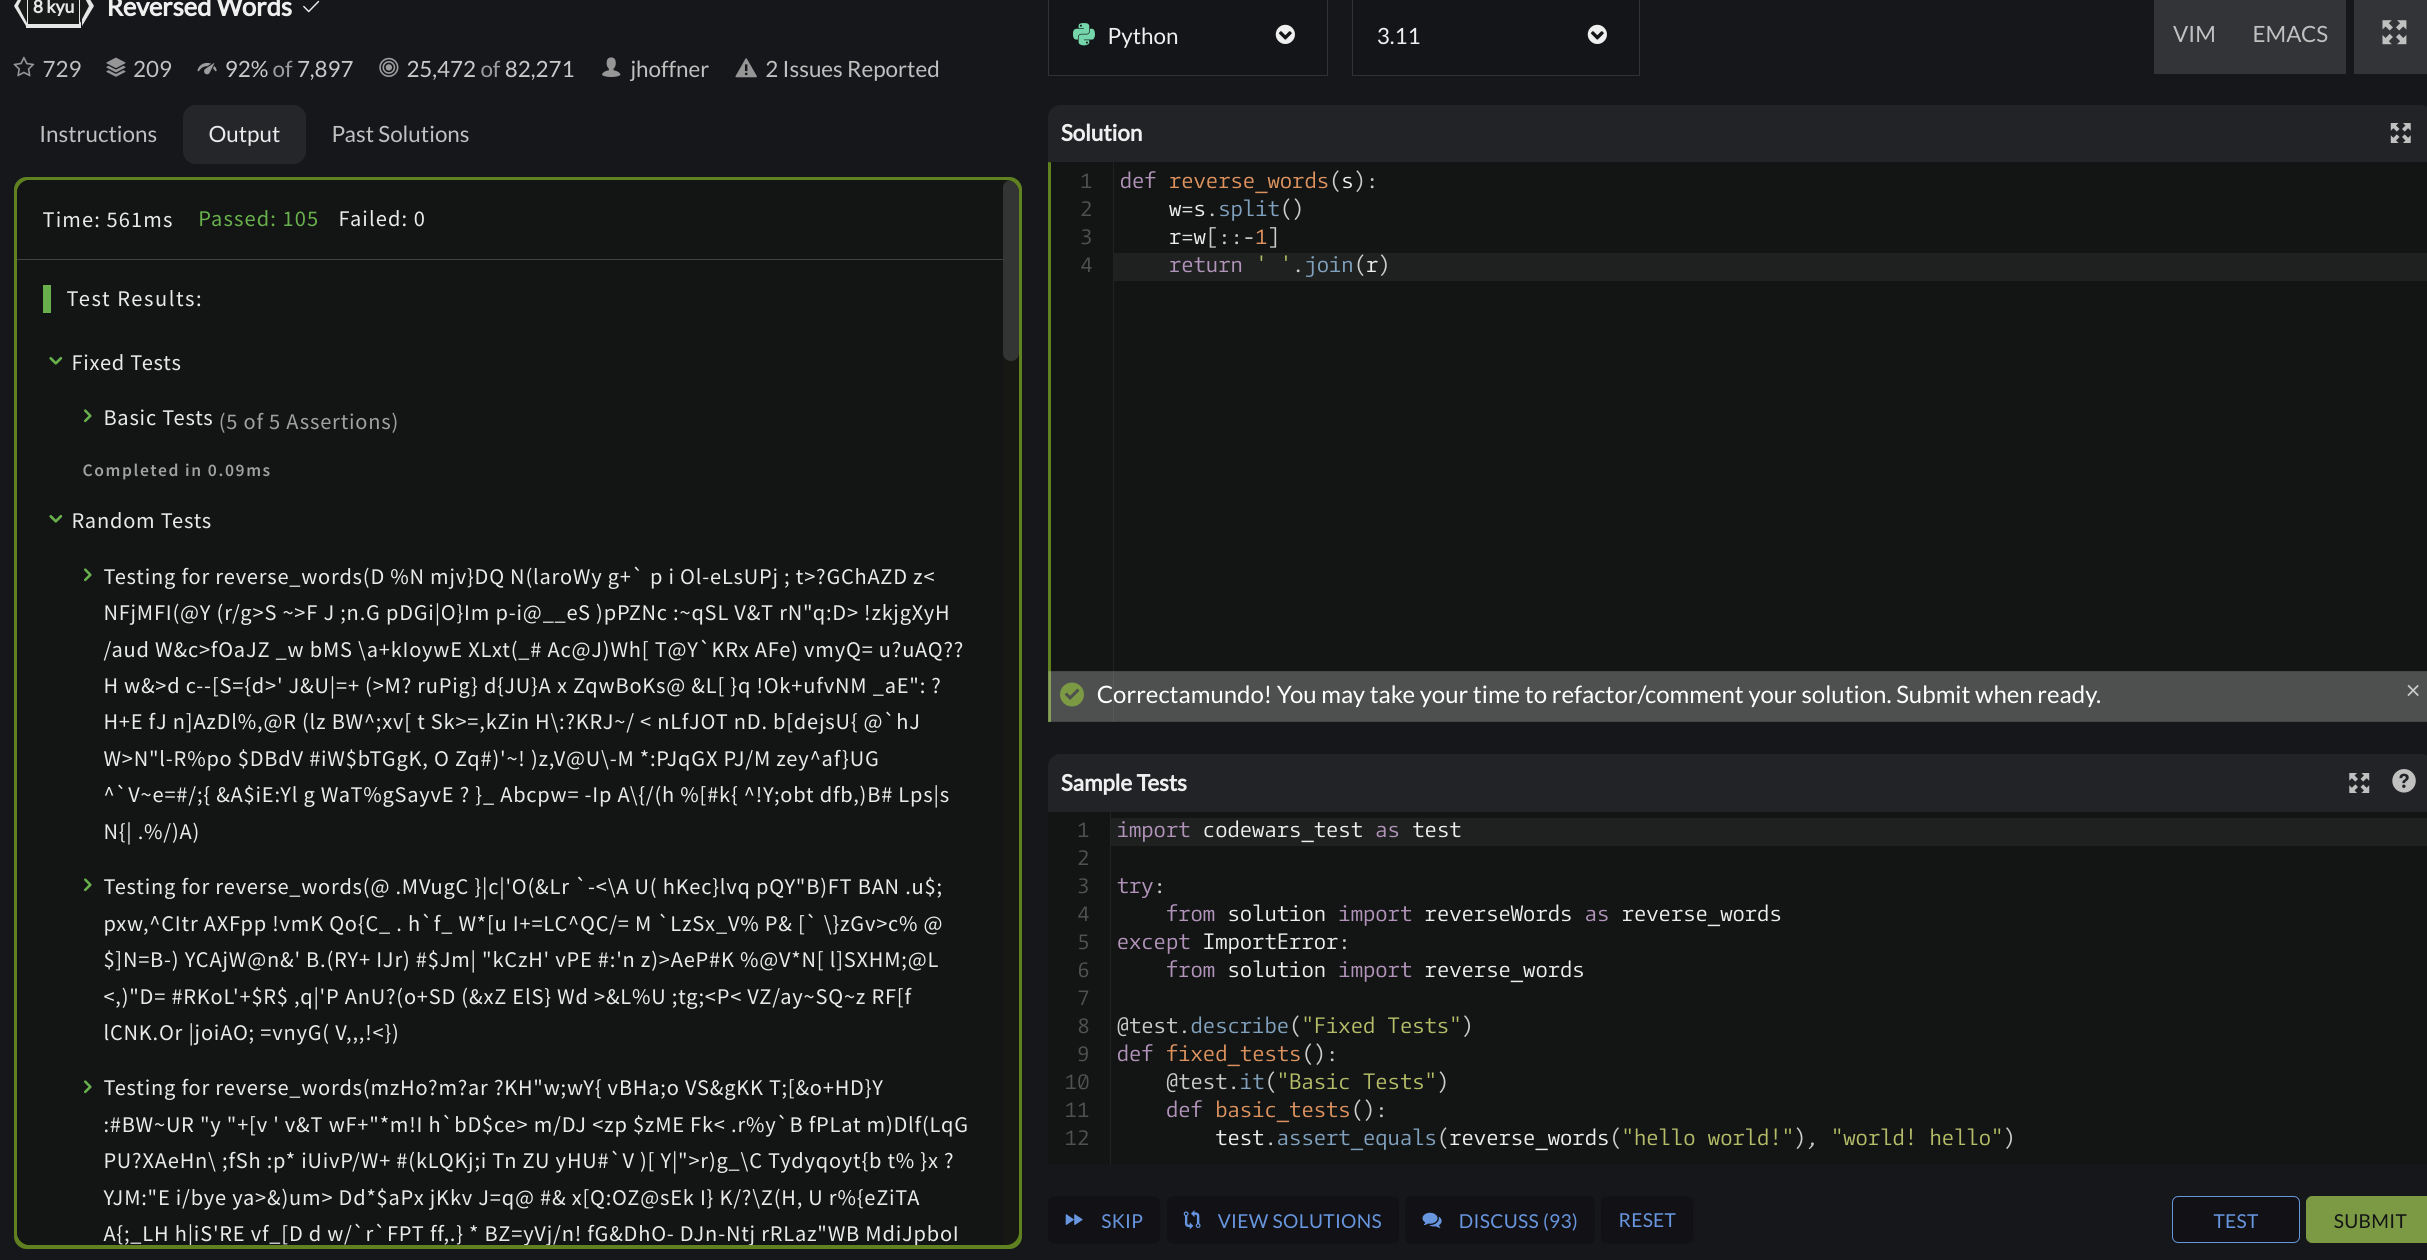 8 kyu Reversed Words
729 209 92% of 7,897 25,472 of 82,271 jhoffner 2 Issues Reported
Instructions Output Past Solutions
Time: 561ms Passed: 105 Failed: 0
Test Results:
Fixed Tests
Basic Tests (5 of 5 Assertions)
Completed in 0.09ms
Random Tests
Testing for reverse_words(D %N mjv}DQ N(laroWy g+` p i Ol-eLsUPj ; t>?GChAZD z<
NFjMFI(@Y (r/g>S ~>F J ;n.G pDGi|O}Im p-i@__eS )pPZNc :~qSL V&T rN"q:D> !zkjgXyH
/aud W&c>fOaJZ _w bMS \a+kIoywE XLxt(_# Ac@J)Wh[ T@Y`KRx AFe) vmyQ= u?uAQ??
H w&>d c--[S={d>' J&U|=+ (>M? ruPig} d{JU}A x ZqwBoKs@ &L[ }q !Ok+ufvNM _aE": ?
H+E fJ n]AzDl%,@R (lz BW^;xv[ t Sk>=,kZin H\:?KRJ~/ < nLfJOT nD. b[dejsU{ @`hJ
W>N"l-R%po $DBdV #iW$bTGgK, O Zq#)'~! )z,V@U\-M *:PJqGX PJ/M zey^af}UG
^`V~e=#/;{ &A$iE:Yl g WaT%gSayvE ? }_ Abcpw= -Ip A\{/(h %[#k{ ^!Y;obt dfb,)B# Lps|s
N{| .%/)A)
Testing for reverse_words(@ .MVugC }|c|'O(&Lr `-<\A U( hKec}lvq pQY"B)FT BAN .u$;
pxw,^CItr AXFpp !vmK Qo{C_ . h`f_ W*[u I+=LC^QC/= M `LzSx_V% P& [` \}zGv>c% @
$]N=B-) YCAjW@n&' B.(RY+ IJr) #$Jm| "kCzH' vPE #:'n z)>AeP#K %@V*N[ l]SXHM;@L
<,)"D= #RKoL'+$R$ ,q|'P AnU?(o+SD (&xZ ElS} Wd >&L%U ;tg;<P< VZ/ay~SQ~z RF[f
lCNK.Or |joiAO; =vnyG( V,,,!<})
Testing for reverse_words(mzHo?m?ar ?KH"w;wY{ vBHa;o VS&gKK T;[&o+HD}Y
:#BW~UR "y "+[v ' v&T wF+"*m!I h`bD$ce> m/DJ <zp $zME Fk< .r%y`B fPLat m)Dlf(LqG
PU?XAeHn\ ;fSh :p* iUivP/W+ #(kLQKj;i Tn ZU yHU#`V )[ Y|">r)g_\C Tydyqoyt{b t% }x ?
YJM:"E i/bye ya>&)um> Dd*$aPx jKkv J=q@ #& x[Q:OZ@sEk I} K/?\Z(H, U r%{eZiTA
A{;_LH h|iS'RE vf_[D d w/`r`FPT ff,.} * BZ=yVj/n! fG&DhO- DJn-Ntj rRLaz"WB MdiJpboI
Python 3.11 VIM EMACS
Solution
1 def reverse_words(s):
2     w=s.split()
3     r=w[::-1]
4     return ' '.join(r)
Correctamundo! You may take your time to refactor/comment your solution. Submit when ready.
Sample Tests
1 import codewars_test as test
2
3 try:
4     from solution import reverseWords as reverse_words
5 except ImportError:
6     from solution import reverse_words
7
8 @test.describe("Fixed Tests")
9 def fixed_tests():
10     @test.it("Basic Tests")
11     def basic_tests():
12         test.assert_equals(reverse_words("hello world!"), "world! hello")
SKIP VIEW SOLUTIONS DISCUSS (93) RESET TEST SUBMIT